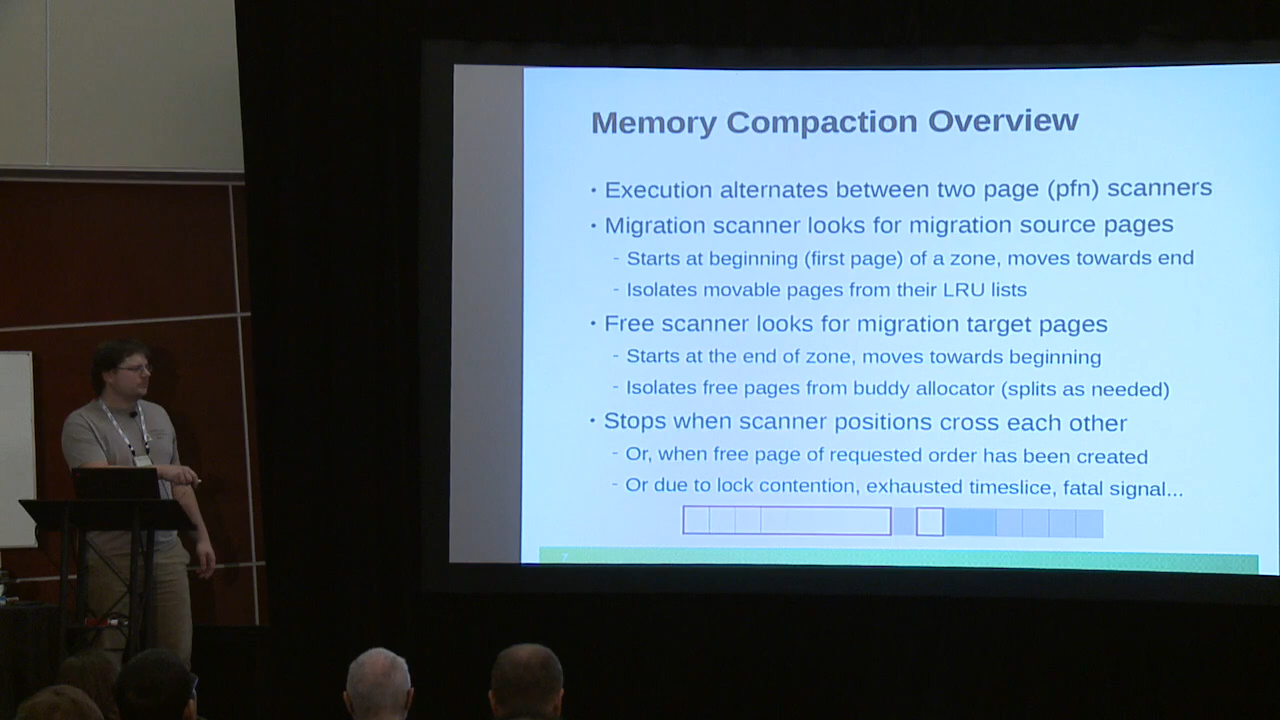 Memory Compaction Overview
· Execution alternates between two page (pfn) scanners
· Migration scanner looks for migration source pages
- Starts at beginning (first page) of a zone, moves towards end
- Isolates movable pages from their LRU lists
· Free scanner looks for migration target pages
- Starts at the end of zone, moves towards beginning
- Isolates free pages from buddy allocator (splits as needed)
· Stops when scanner positions cross each other
- Or, when free page of requested order has been created
- Or due to lock contention, exhausted timeslice, fatal signal...
7